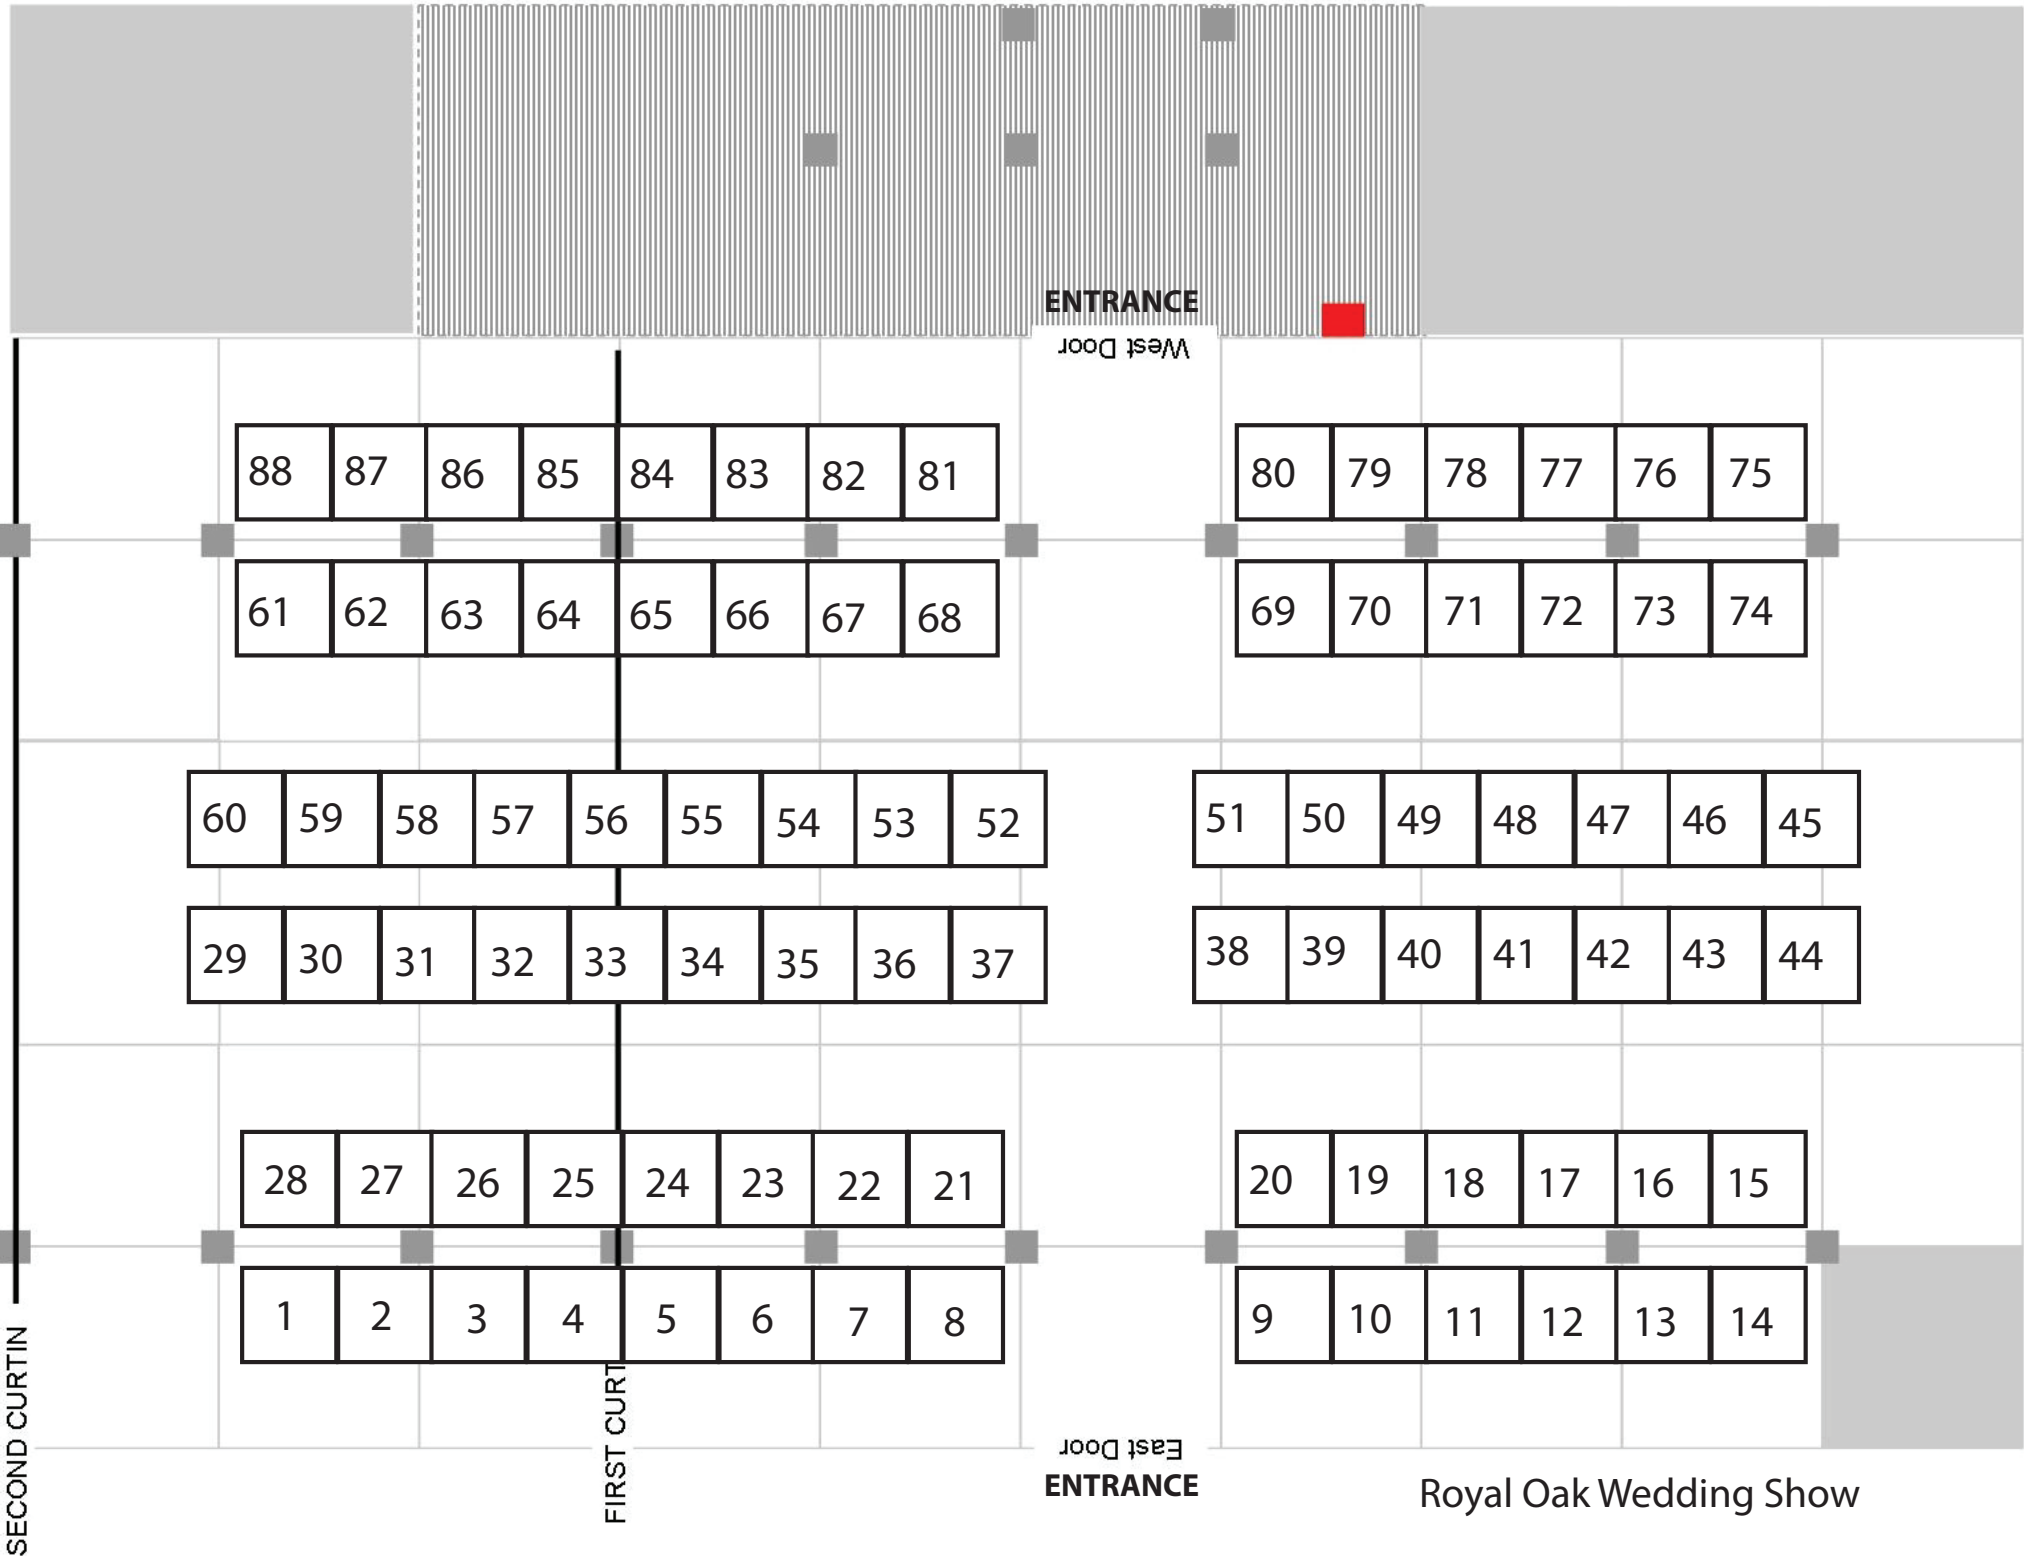 ENTRANCE
West Door
88 87 86 85 84 83 82 81 80 79 78 77 76 75
61 62 63 64 65 66 67 68 69 70 71 72 73 74
60 59 58 57 56 55 54 53 52 51 50 49 48 47 46 45
29 30 31 32 33 34 35 36 37 38 39 40 41 42 43 44
28 27 26 25 24 23 22 21 20 19 18 17 16 15
1 2 3 4 5 6 7 8 9 10 11 12 13 14
SECOND CURTIN
FIRST CURT
East Door
ENTRANCE
Royal Oak Wedding Show